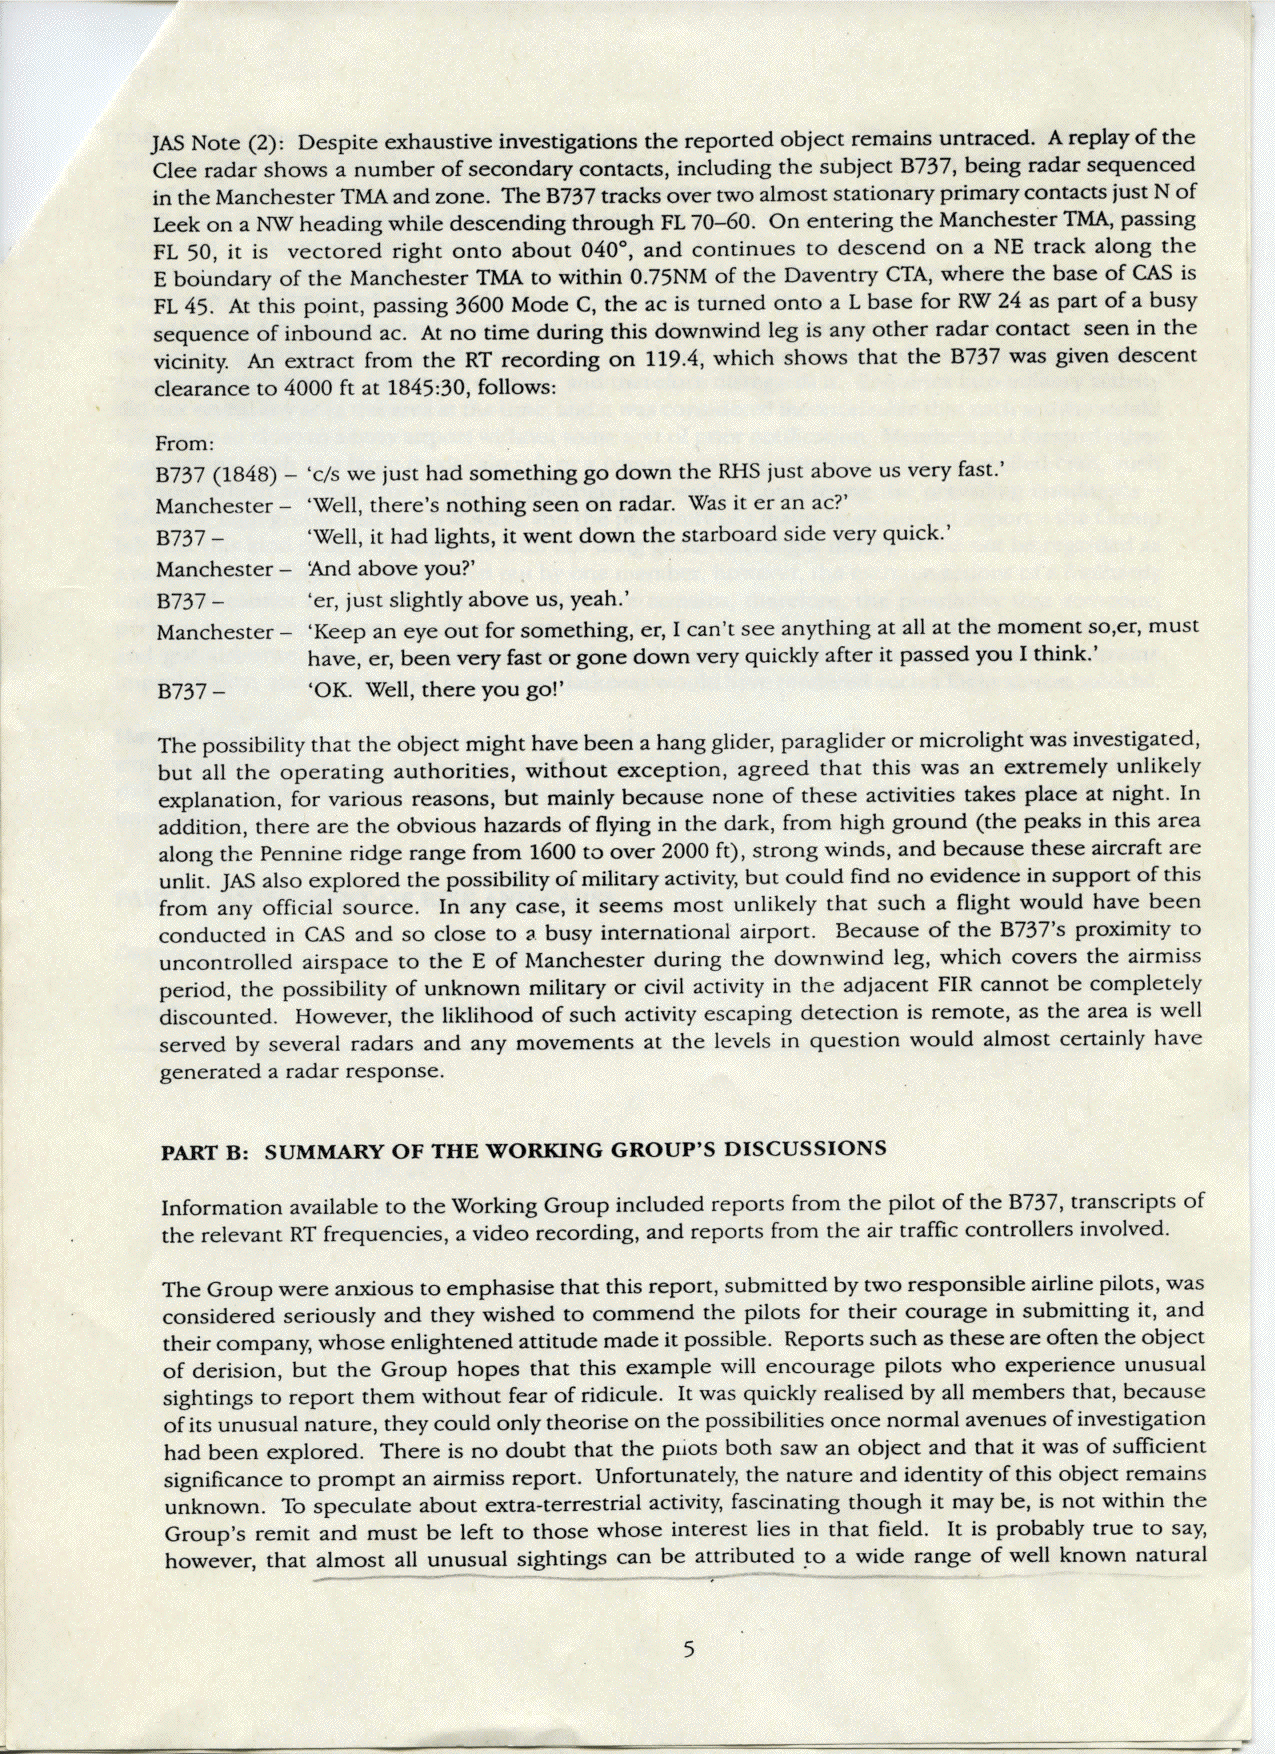 JAS Note (2): Despite exhaustive investigations the reported object remains untraced. A replay of the
Clee radar shows a number of secondary contacts, including the subject B737, being radar sequenced
in the Manchester TMA and zone. The B737 tracks over two almost stationary primary contacts just N of
Leek on a NW heading while descending through FL 70–60. On entering the Manchester TMA, passing
FL 50, it is vectored right onto about 040°, and continues to descend on a NE track along the
E boundary of the Manchester TMA to within 0.75NM of the Daventry CTA, where the base of CAS is
FL 45. At this point, passing 3600 Mode C, the ac is turned onto a L base for RW 24 as part of a busy
sequence of inbound ac. At no time during this downwind leg is any other radar contact seen in the
vicinity. An extract from the RT recording on 119.4, which shows that the B737 was given descent
clearance to 4000 ft at 1845:30, follows:
From:
B737 (1848) – ‘c/s we just had something go down the RHS just above us very fast.’
Manchester – ‘Well, there’s nothing seen on radar. Was it er an ac?’
B737 – ‘Well, it had lights, it went down the starboard side very quick.’
Manchester – ‘And above you?’
B737 – ‘er, just slightly above us, yeah.’
Manchester – ‘Keep an eye out for something, er, I can’t see anything at all at the moment so,er, must
have, er, been very fast or gone down very quickly after it passed you I think.’
B737 – ‘OK. Well, there you go!’
The possibility that the object might have been a hang glider, paraglider or microlight was investigated,
but all the operating authorities, without exception, agreed that this was an extremely unlikely
explanation, for various reasons, but mainly because none of these activities takes place at night. In
addition, there are the obvious hazards of flying in the dark, from high ground (the peaks in this area
along the Pennine ridge range from 1600 to over 2000 ft), strong winds, and because these aircraft are
unlit. JAS also explored the possibility of military activity, but could find no evidence in support of this
from any official source. In any case, it seems most unlikely that such a flight would have been
conducted in CAS and so close to a busy international airport. Because of the B737’s proximity to
uncontrolled airspace to the E of Manchester during the downwind leg, which covers the airmiss
period, the possibility of unknown military or civil activity in the adjacent FIR cannot be completely
discounted. However, the liklihood of such activity escaping detection is remote, as the area is well
served by several radars and any movements at the levels in question would almost certainly have
generated a radar response.
PART B: SUMMARY OF THE WORKING GROUP’S DISCUSSIONS
Information available to the Working Group included reports from the pilot of the B737, transcripts of
the relevant RT frequencies, a video recording, and reports from the air traffic controllers involved.
The Group were anxious to emphasise that this report, submitted by two responsible airline pilots, was
considered seriously and they wished to commend the pilots for their courage in submitting it, and
their company, whose enlightened attitude made it possible. Reports such as these are often the object
of derision, but the Group hopes that this example will encourage pilots who experience unusual
sightings to report them without fear of ridicule. It was quickly realised by all members that, because
of its unusual nature, they could only theorise on the possibilities once normal avenues of investigation
had been explored. There is no doubt that the pilots both saw an object and that it was of sufficient
significance to prompt an airmiss report. Unfortunately, the nature and identity of this object remains
unknown. To speculate about extra-terrestrial activity, fascinating though it may be, is not within the
Group’s remit and must be left to those whose interest lies in that field. It is probably true to say,
however, that almost all unusual sightings can be attributed to a wide range of well known natural
5